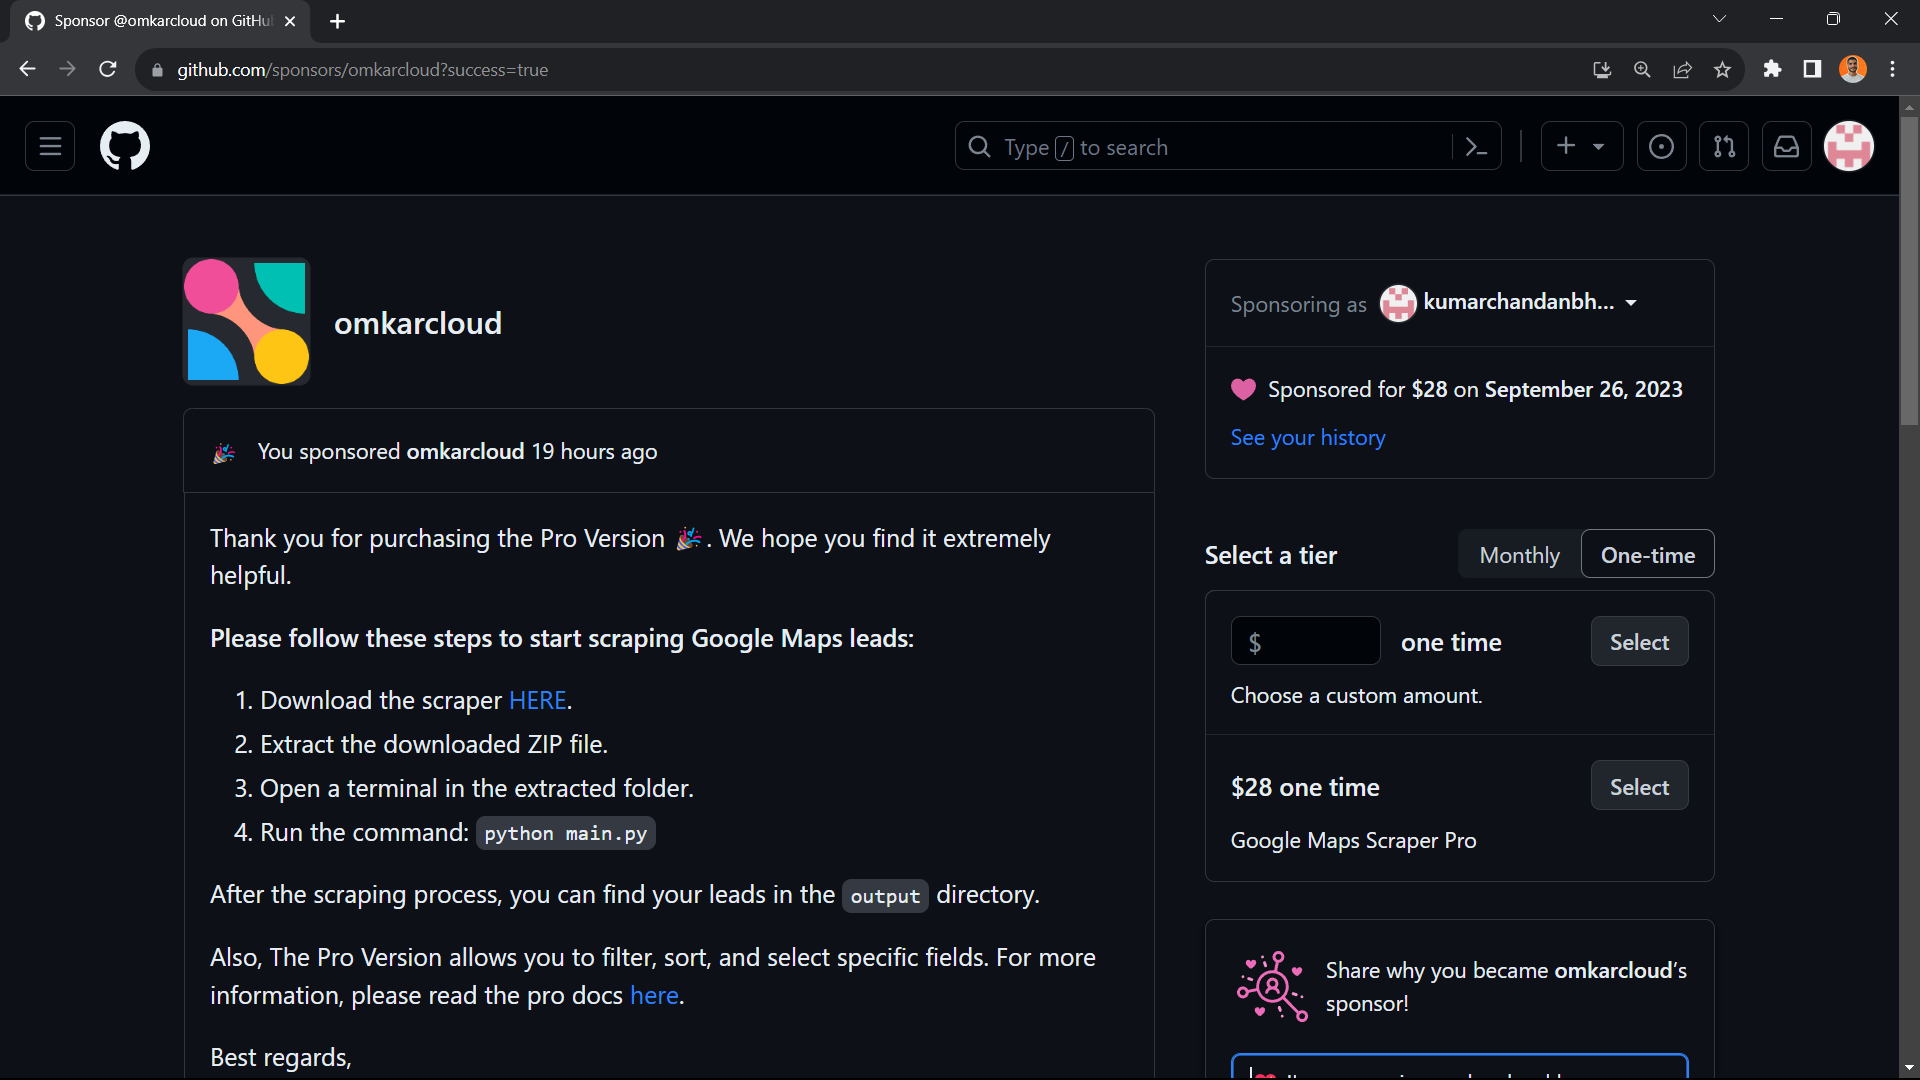 Sponsor @omkarcloud on GitHu
github.com/sponsors/omkarcloud?success=true
Type / to search
omkarcloud
Sponsoring as kumarchandanbh...
Sponsored for $28 on September 26, 2023
See your history
You sponsored omkarcloud 19 hours ago
Thank you for purchasing the Pro Version 🎉. We hope you find it extremely
helpful.
Please follow these steps to start scraping Google Maps leads:
1. Download the scraper HERE.
2. Extract the downloaded ZIP file.
3. Open a terminal in the extracted folder.
4. Run the command: python main.py
After the scraping process, you can find your leads in the output directory.
Also, The Pro Version allows you to filter, sort, and select specific fields. For more
information, please read the pro docs here.
Best regards,
Select a tier
Monthly
One-time
$ one time
Select
Choose a custom amount.
$28 one time
Select
Google Maps Scraper Pro
Share why you became omkarcloud's
sponsor!